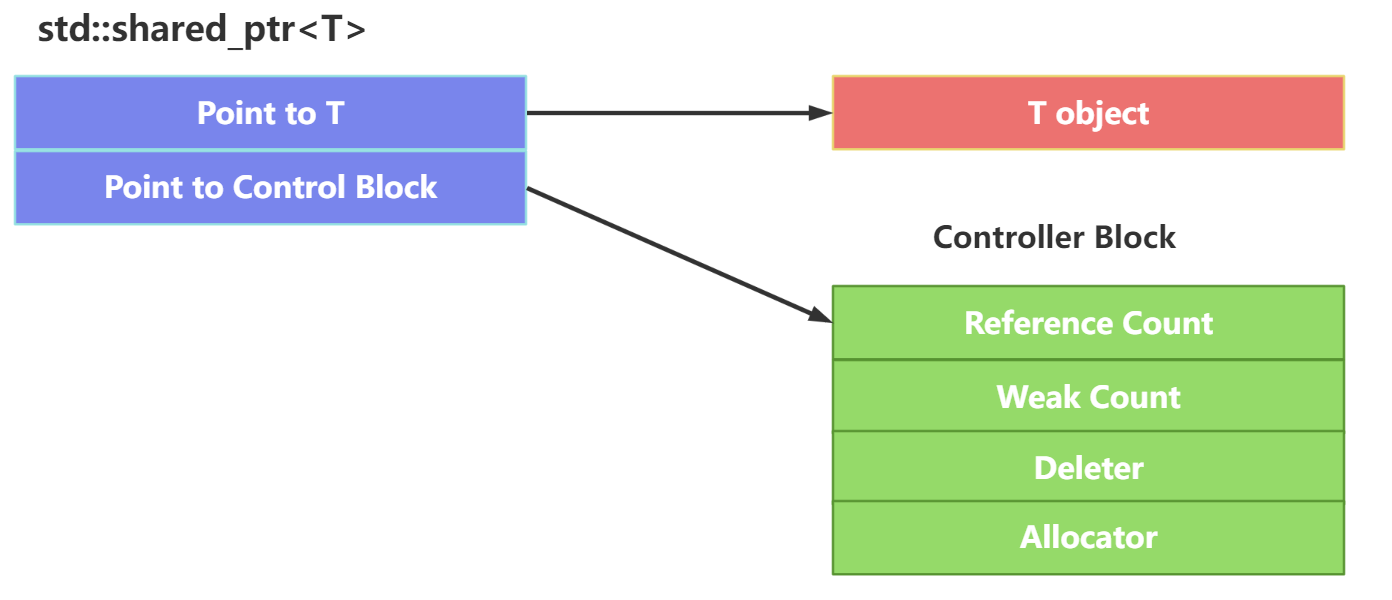 std::shared_ptr<T>
Point to T
T object
Point to Control Block
Controller Block
Reference Count
Weak Count
Deleter
Allocator